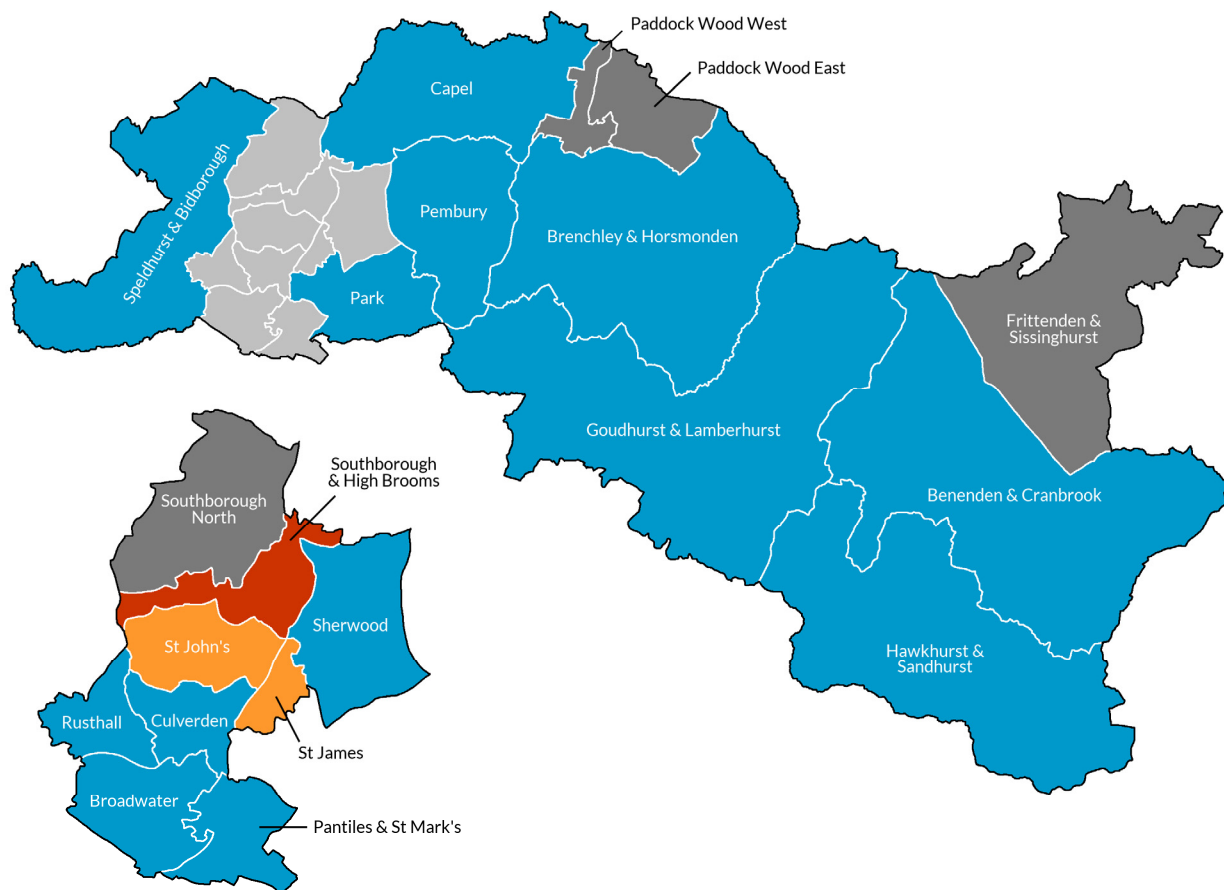 Paddock Wood West
Paddock Wood East
Capel
Speldhurst & Bidborough
Pembury
Brenchley & Horsmonden
Park
Frittenden &
Sissinghurst
Goudhurst & Lamberhurst
Benenden & Cranbrook
Hawkhurst &
Sandhurst
Southborough
& High Brooms
Southborough
North
Sherwood
St John's
Rusthall
Culverden
St James
Broadwater
Pantiles & St Mark's